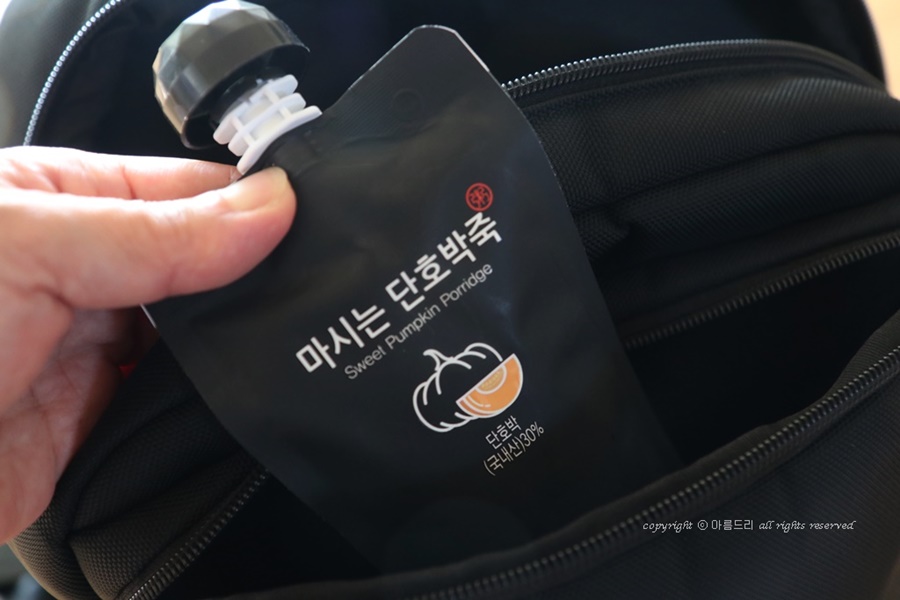 마시는 단호박죽
Sweet Pumpkin Porridge
단호박
(국내산)30%
copyright ⓒ 아름드리 all rights reserved